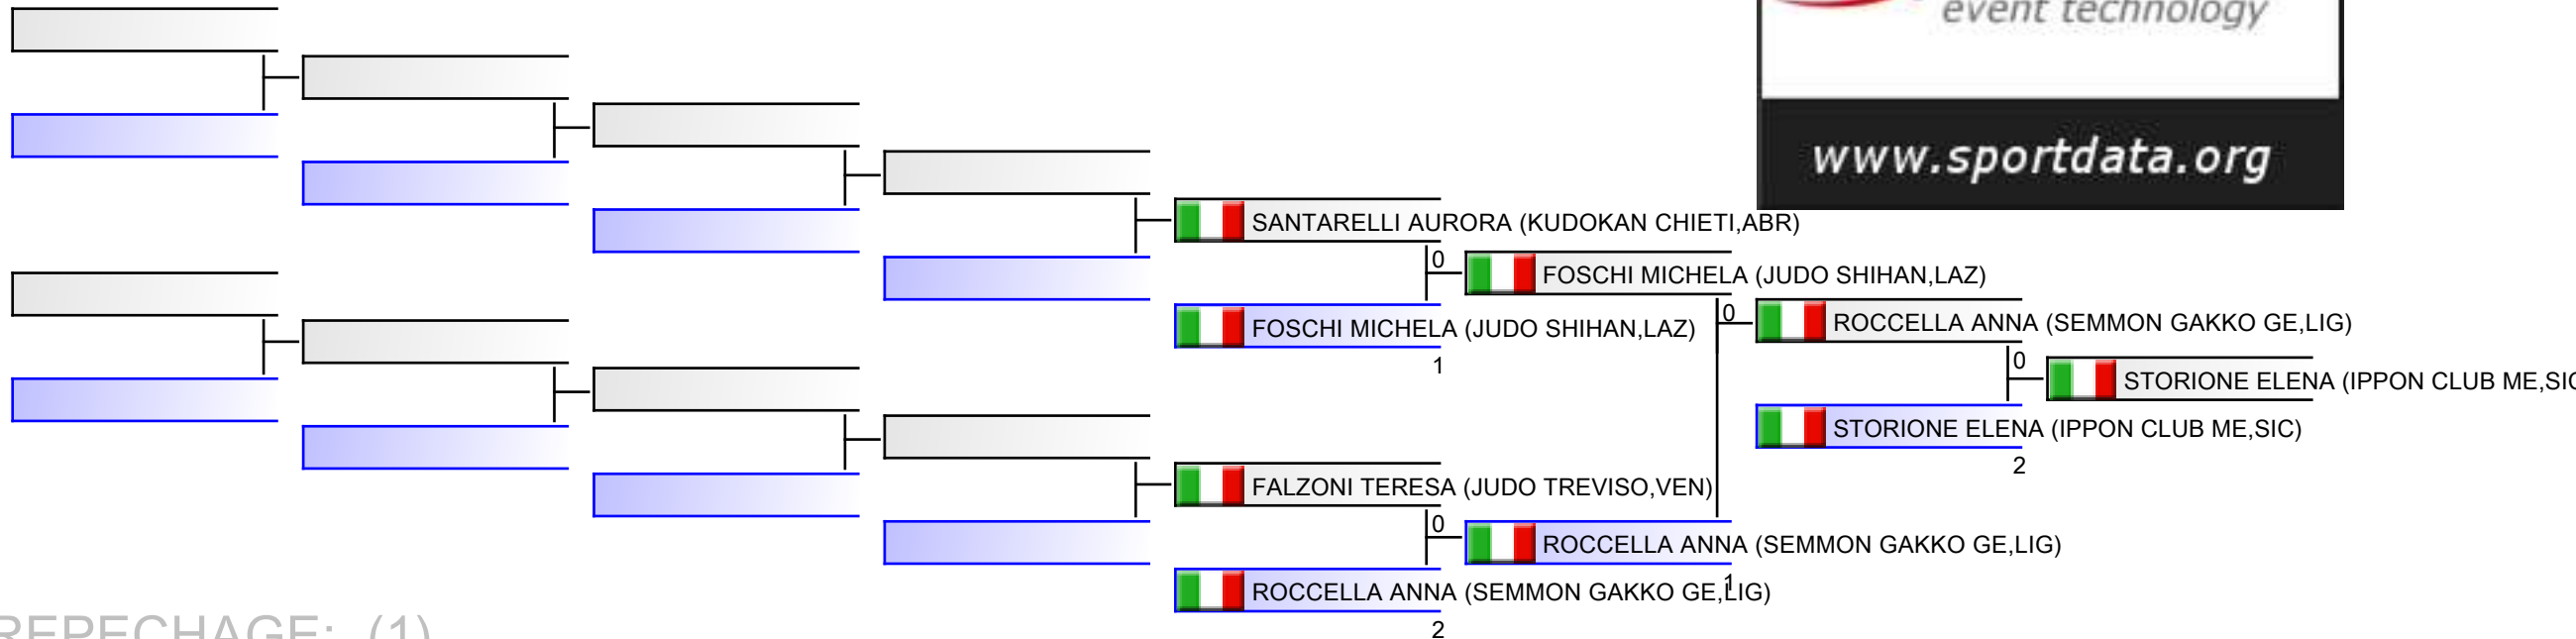 event technology
www.sportdata.org
SANTARELLI AURORA (KUDOKAN CHIETI,ABR)
0
FOSCHI MICHELA (JUDO SHIHAN,LAZ)
0
ROCCELLA ANNA (SEMMON GAKKO GE,LIG)
FOSCHI MICHELA (JUDO SHIHAN,LAZ)
1
0
STORIONE ELENA (IPPON CLUB ME,SIC
STORIONE ELENA (IPPON CLUB ME,SIC)
2
FALZONI TERESA (JUDO TREVISO,VEN)
0
ROCCELLA ANNA (SEMMON GAKKO GE,LIG)
1
ROCCELLA ANNA (SEMMON GAKKO GE,LIG)
2
REPECHAGE: (1)